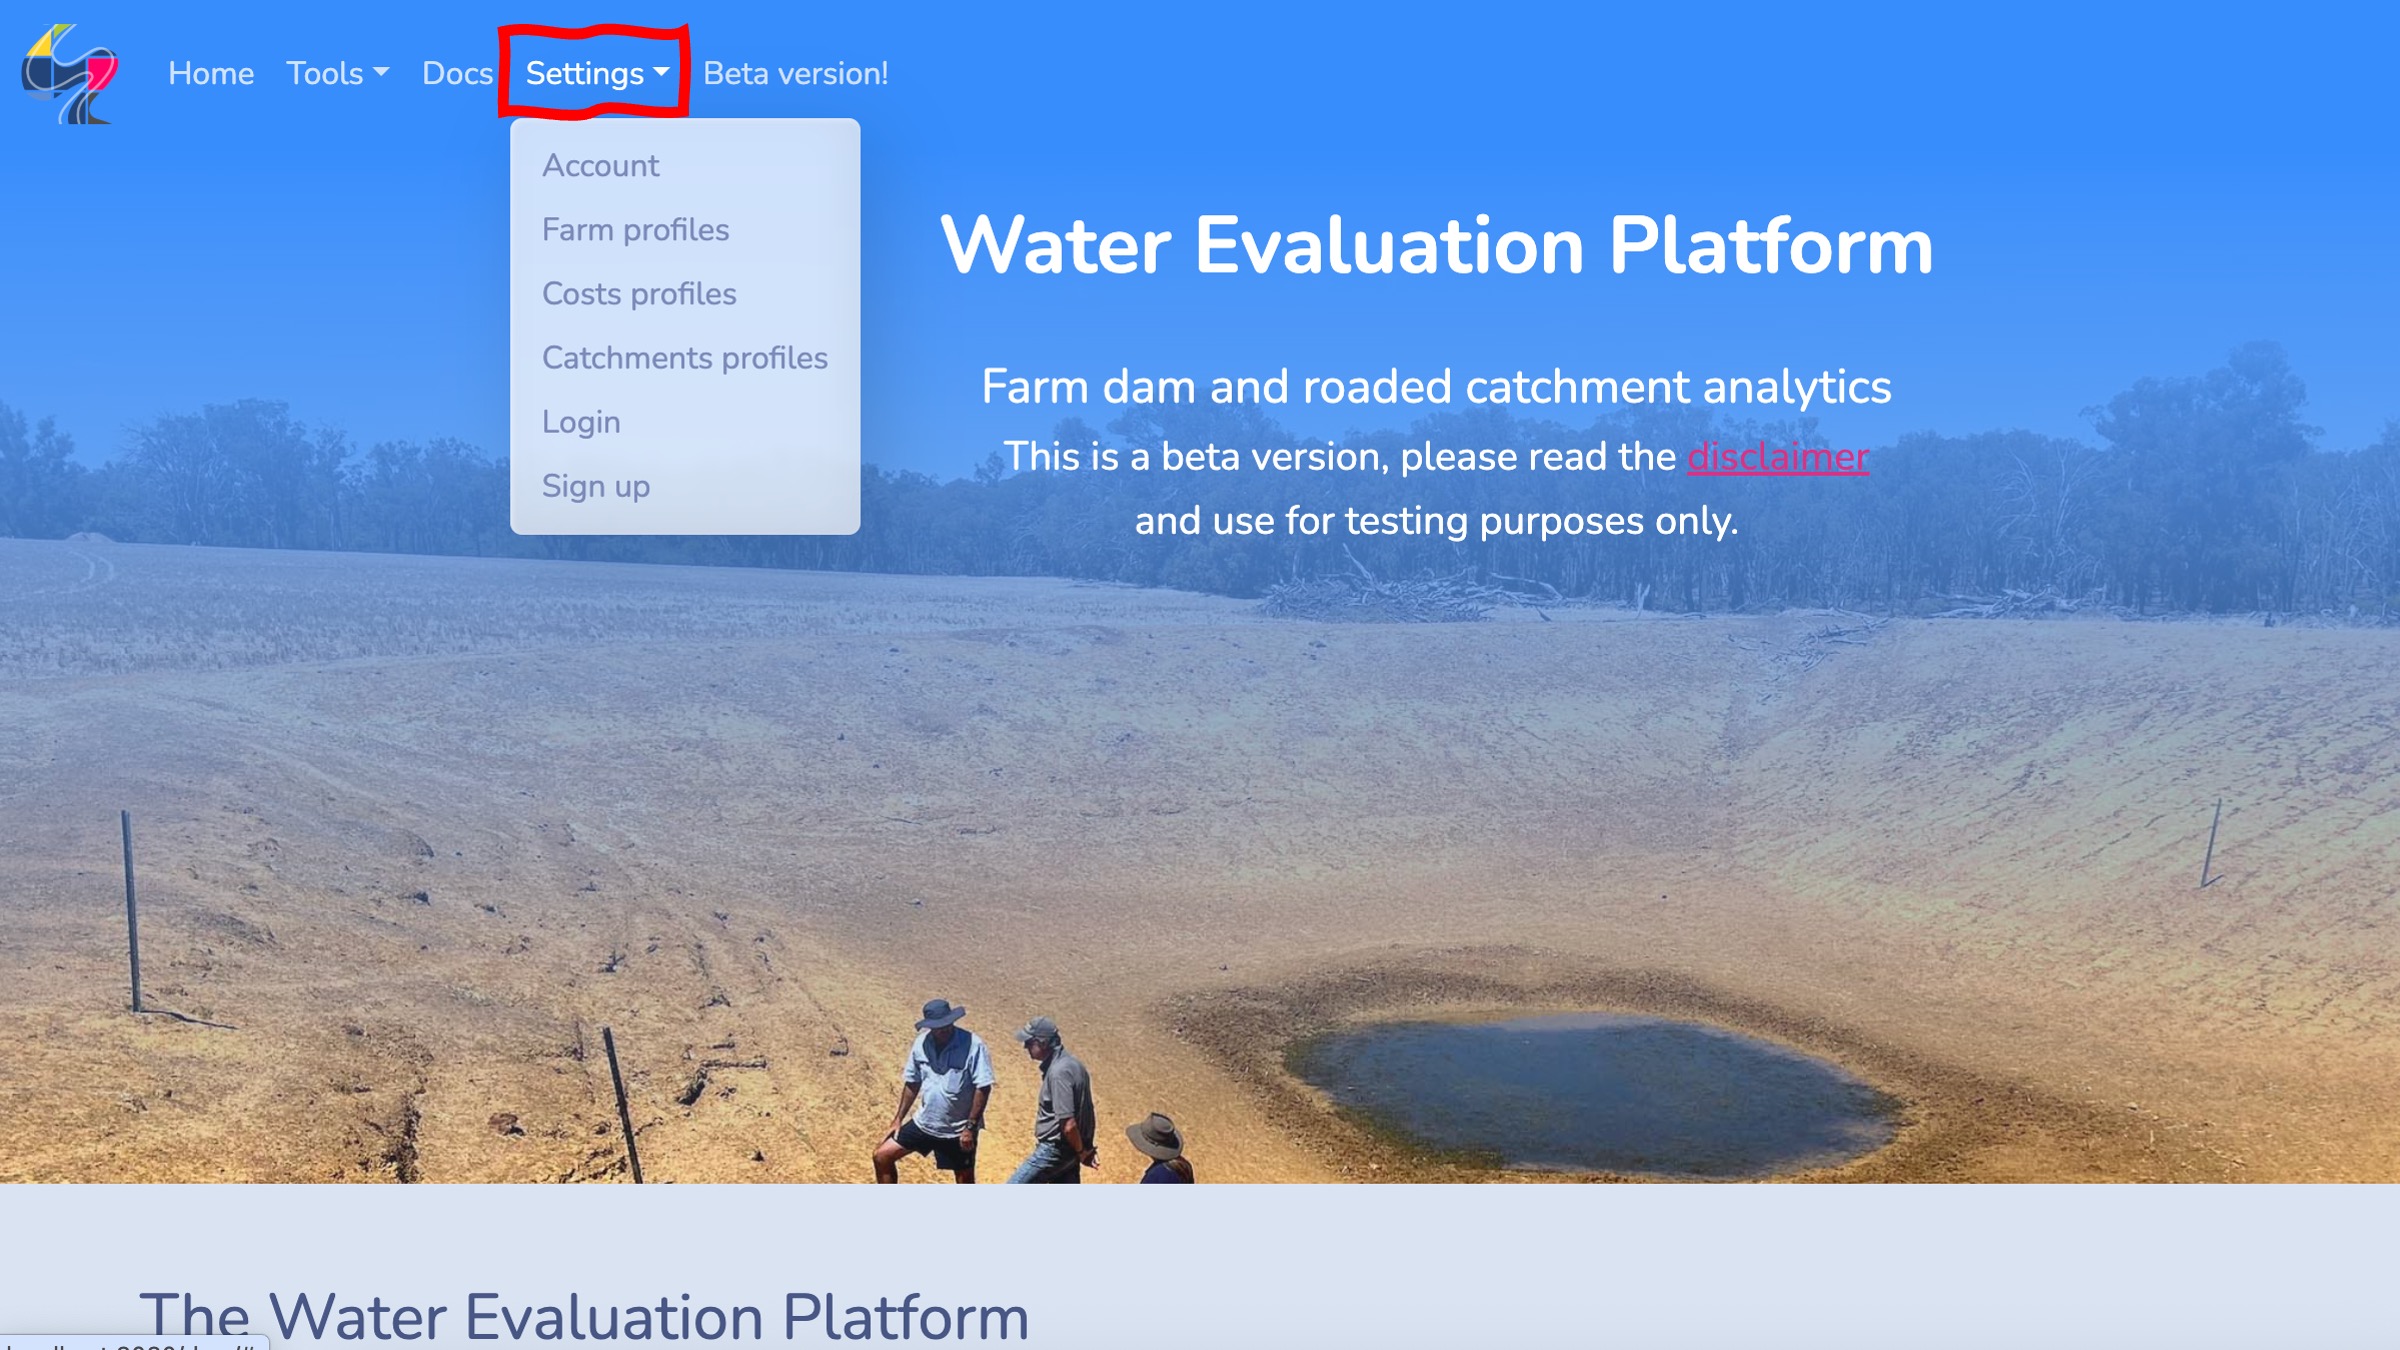 Home Tools Docs Settings Beta version!
Account
Farm profiles
Costs profiles
Catchments profiles
Login
Sign up
Water Evaluation Platform
Farm dam and roaded catchment analytics
This is a beta version, please read the disclaimer
and use for testing purposes only.
The Water Evaluation Platform